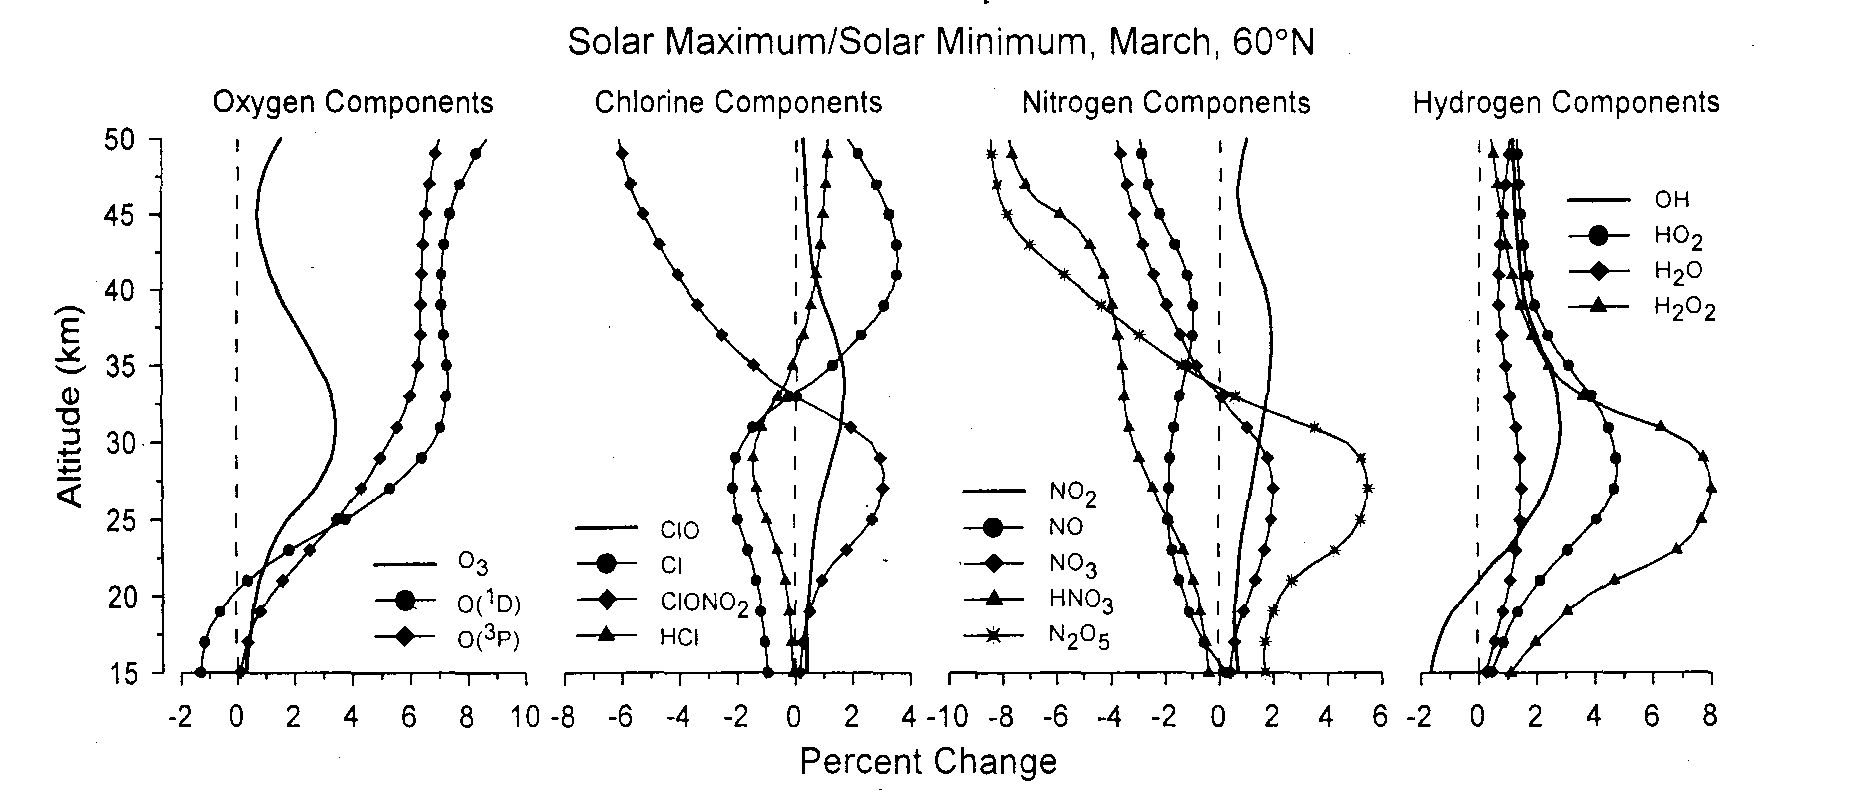 Solar Maximum/Solar Minimum, March, 60°N
Oxygen Components Chlorine Components Nitrogen Components Hydrogen Components
50
45
40
35
30
25
20
15
Altitude (km)
O3
O(1D)
O(3P)
ClO
Cl
ClONO2
HCl
NO2
NO
NO3
HNO3
N2O5
OH
HO2
H2O
H2O2
-2 0 2 4 6 8 10 -8 -6 -4 -2 0 2 4 -10 -8 -6 -4 -2 0 2 4 6 -2 0 2 4 6 8
Percent Change